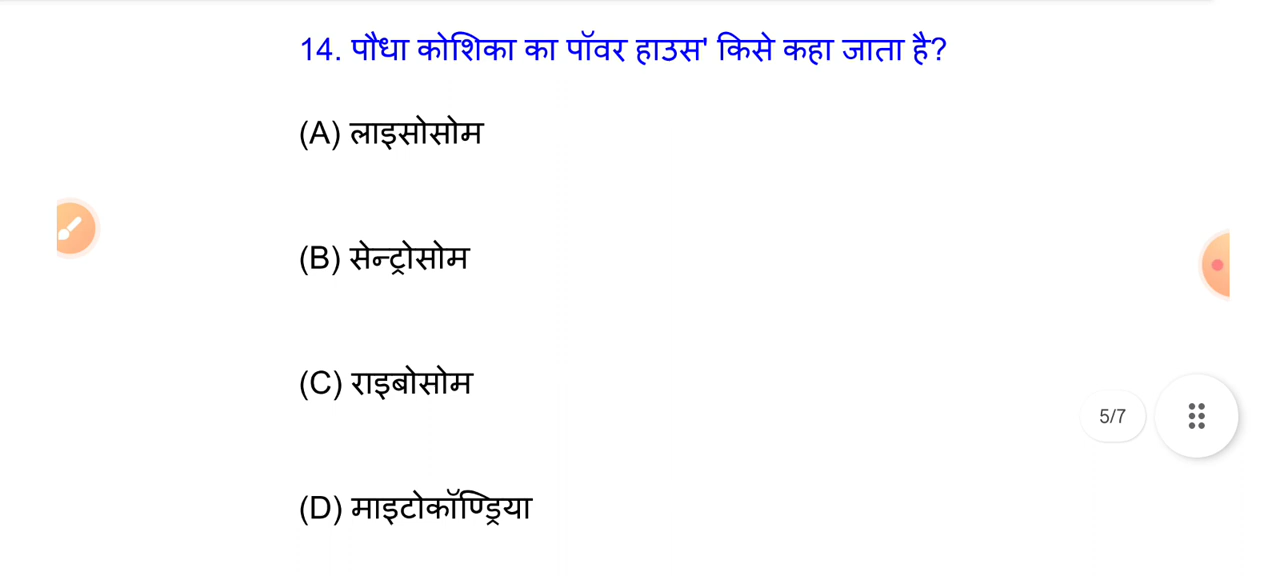 14. पौधा कोशिका का पॉवर हाउस' किसे कहा जाता है?
(A) लाइसोसोम
(B) सेन्ट्रोसोम
(C) राइबोसोम
5/7
(D) माइटोकॉण्ड्रिया